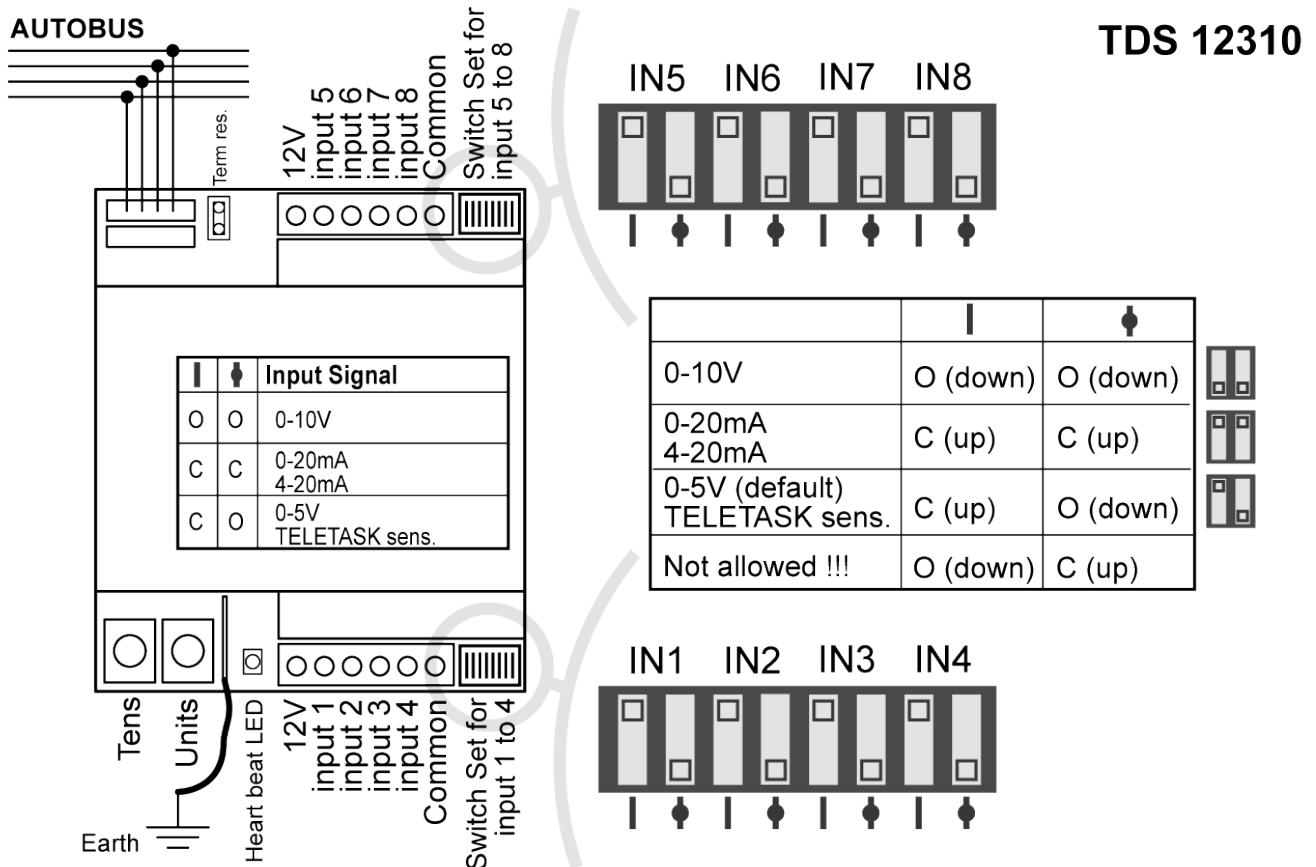 AUTOBUS
TDS 12310
Term res.
12V
input 5
input 6
input 7
input 8
Common
Switch Set for
input 5 to 8
IN5 IN6 IN7 IN8
Input Signal
O O 0-10V
C C 0-20mA
4-20mA
C O 0-5V
TELETASK sens.
0-10V O (down) O (down)
0-20mA
4-20mA
C (up) C (up)
0-5V (default)
TELETASK sens.
C (up) O (down)
Not allowed !!! O (down) C (up)
IN1 IN2 IN3 IN4
Tens
Units
Heart beat LED
12V
input 1
input 2
input 3
input 4
Common
Switch Set for
input 1 to 4
Earth